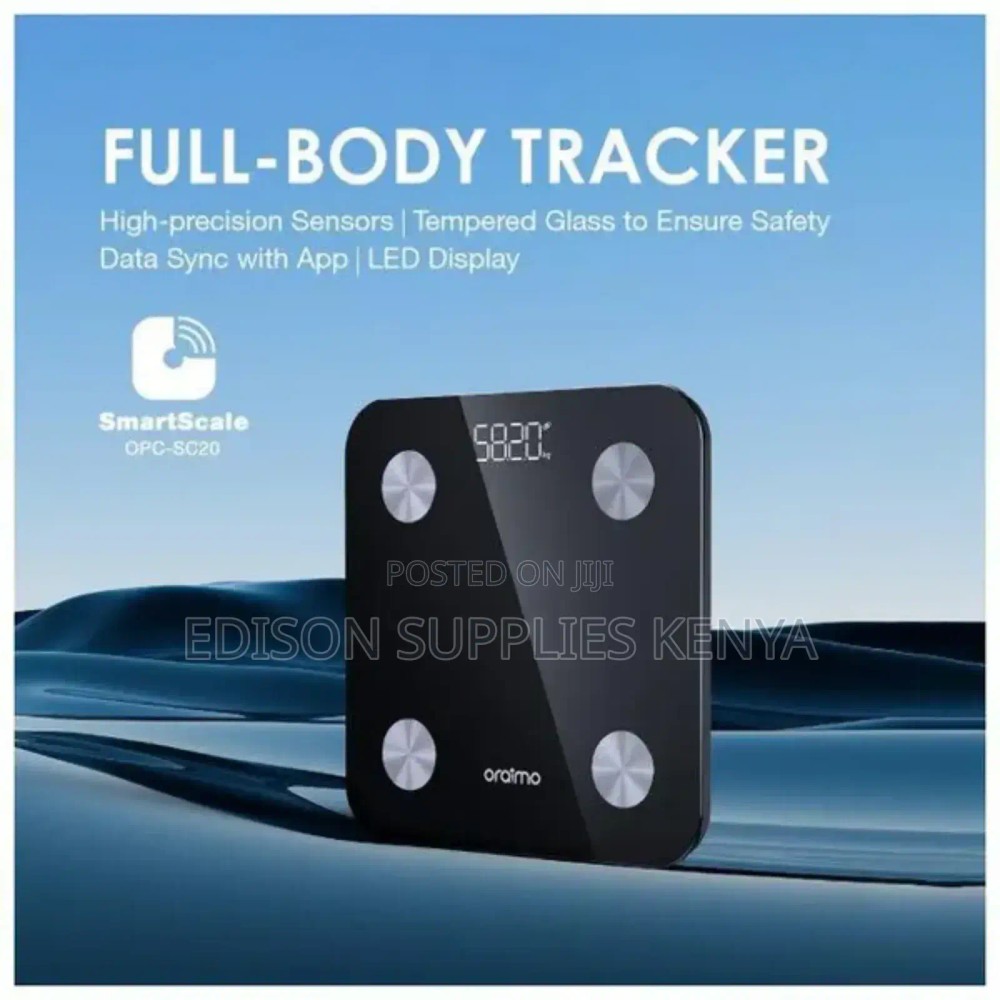 FULL-BODY TRACKER
High-precision Sensors | Tempered Glass to Ensure Safety
Data Sync with App | LED Display
SmartScale
OPC-SC20
58.20 kg
POSTED ON JIJI
EDISON SUPPLIES KENYA
oraimo